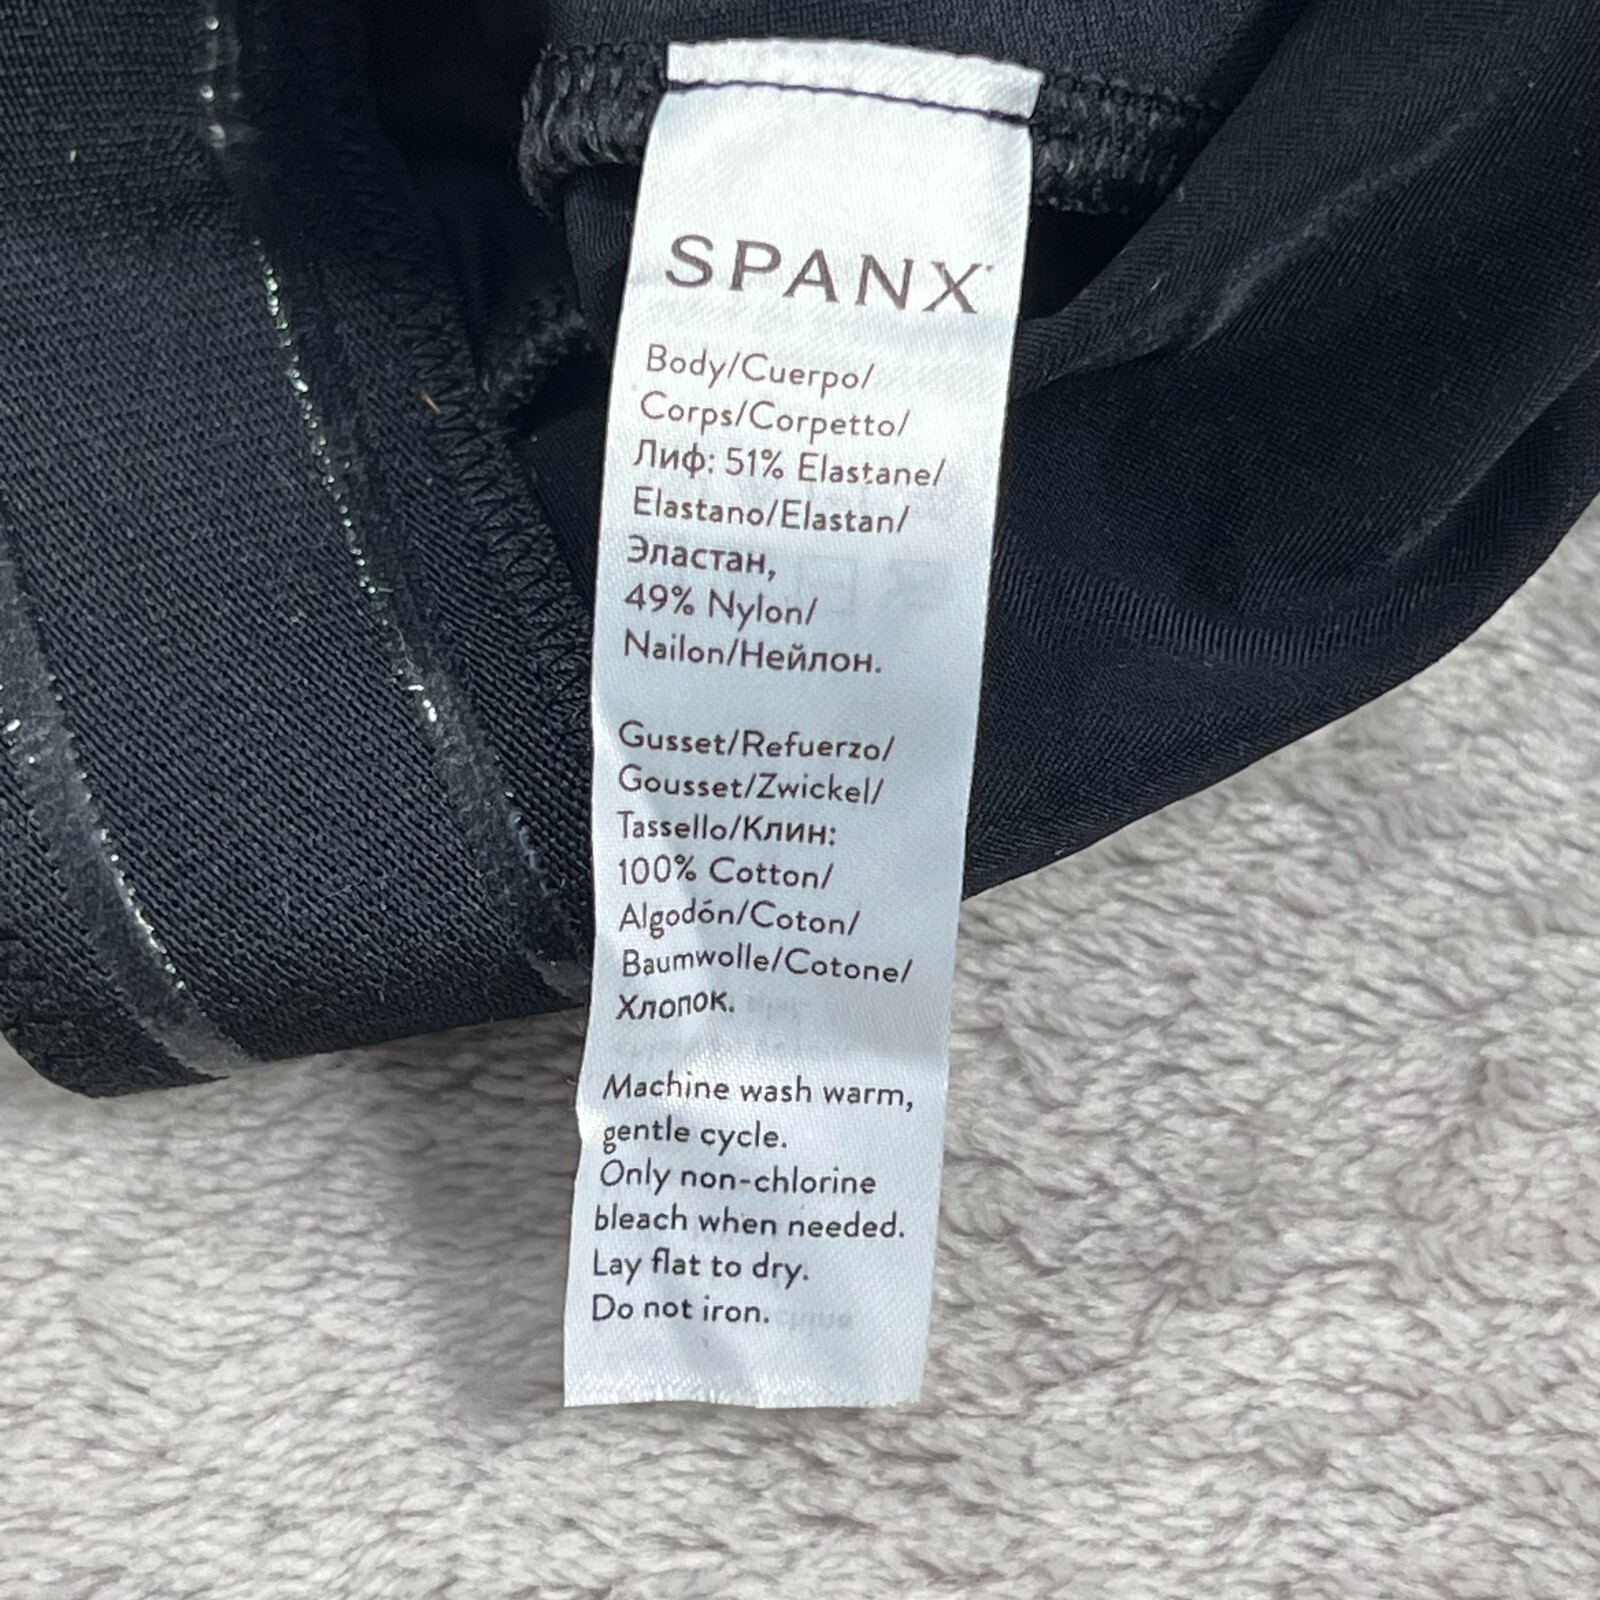 SPANX
Body/Cuerpo/
Corps/Corpetto/
Лиф: 51% Elastane/
Elastano/Elastan/
Эластан,
49% Nylon/
Nailon/Нейлон.
Gusset/Refuerzo/
Gousset/Zwickel/
Tassello/Клин:
100% Cotton/
Algodón/Coton/
Baumwolle/Cotone/
Хлопок.
Machine wash warm,
gentle cycle.
Only non-chlorine
bleach when needed.
Lay flat to dry.
Do not iron.